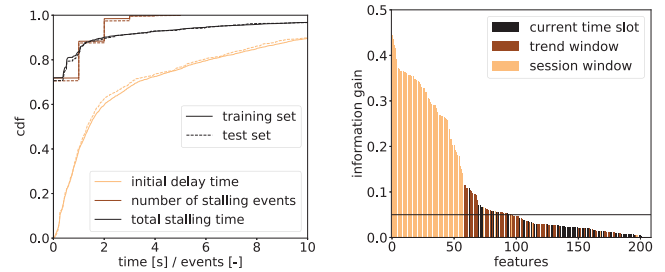 1.0
0.8
0.6
0.4
0.2
0.0
cdf
training set
test set
initial delay time
number of stalling events
total stalling time
0
2
4
6
8
10
time [s] / events [-]
0.5
0.4
0.3
0.2
0.1
0.0
information gain
current time slot
trend window
session window
0
50
100
150
200
features